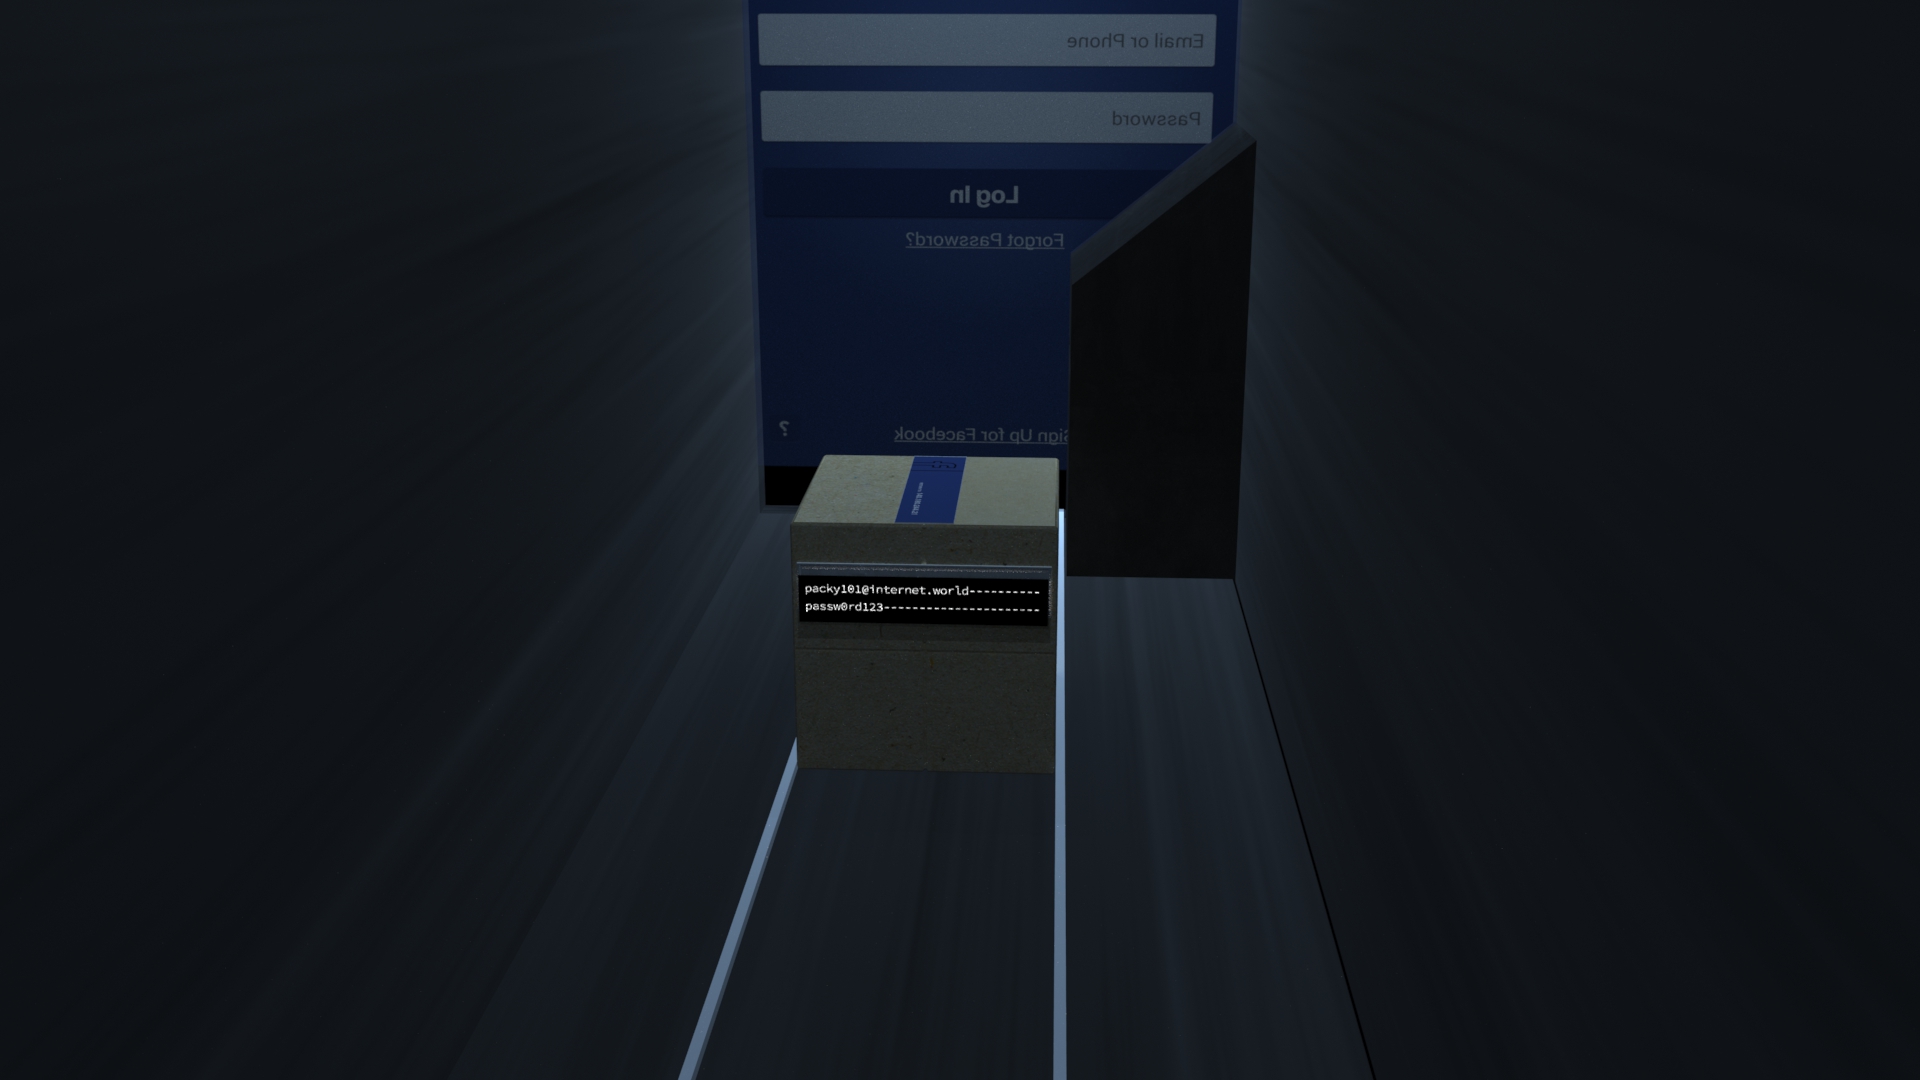 Email or Phone
Password
Log In
Forgot Password?
Sign Up for Facebook
?
packy101@internet.world----------
passw0rd123----------------------